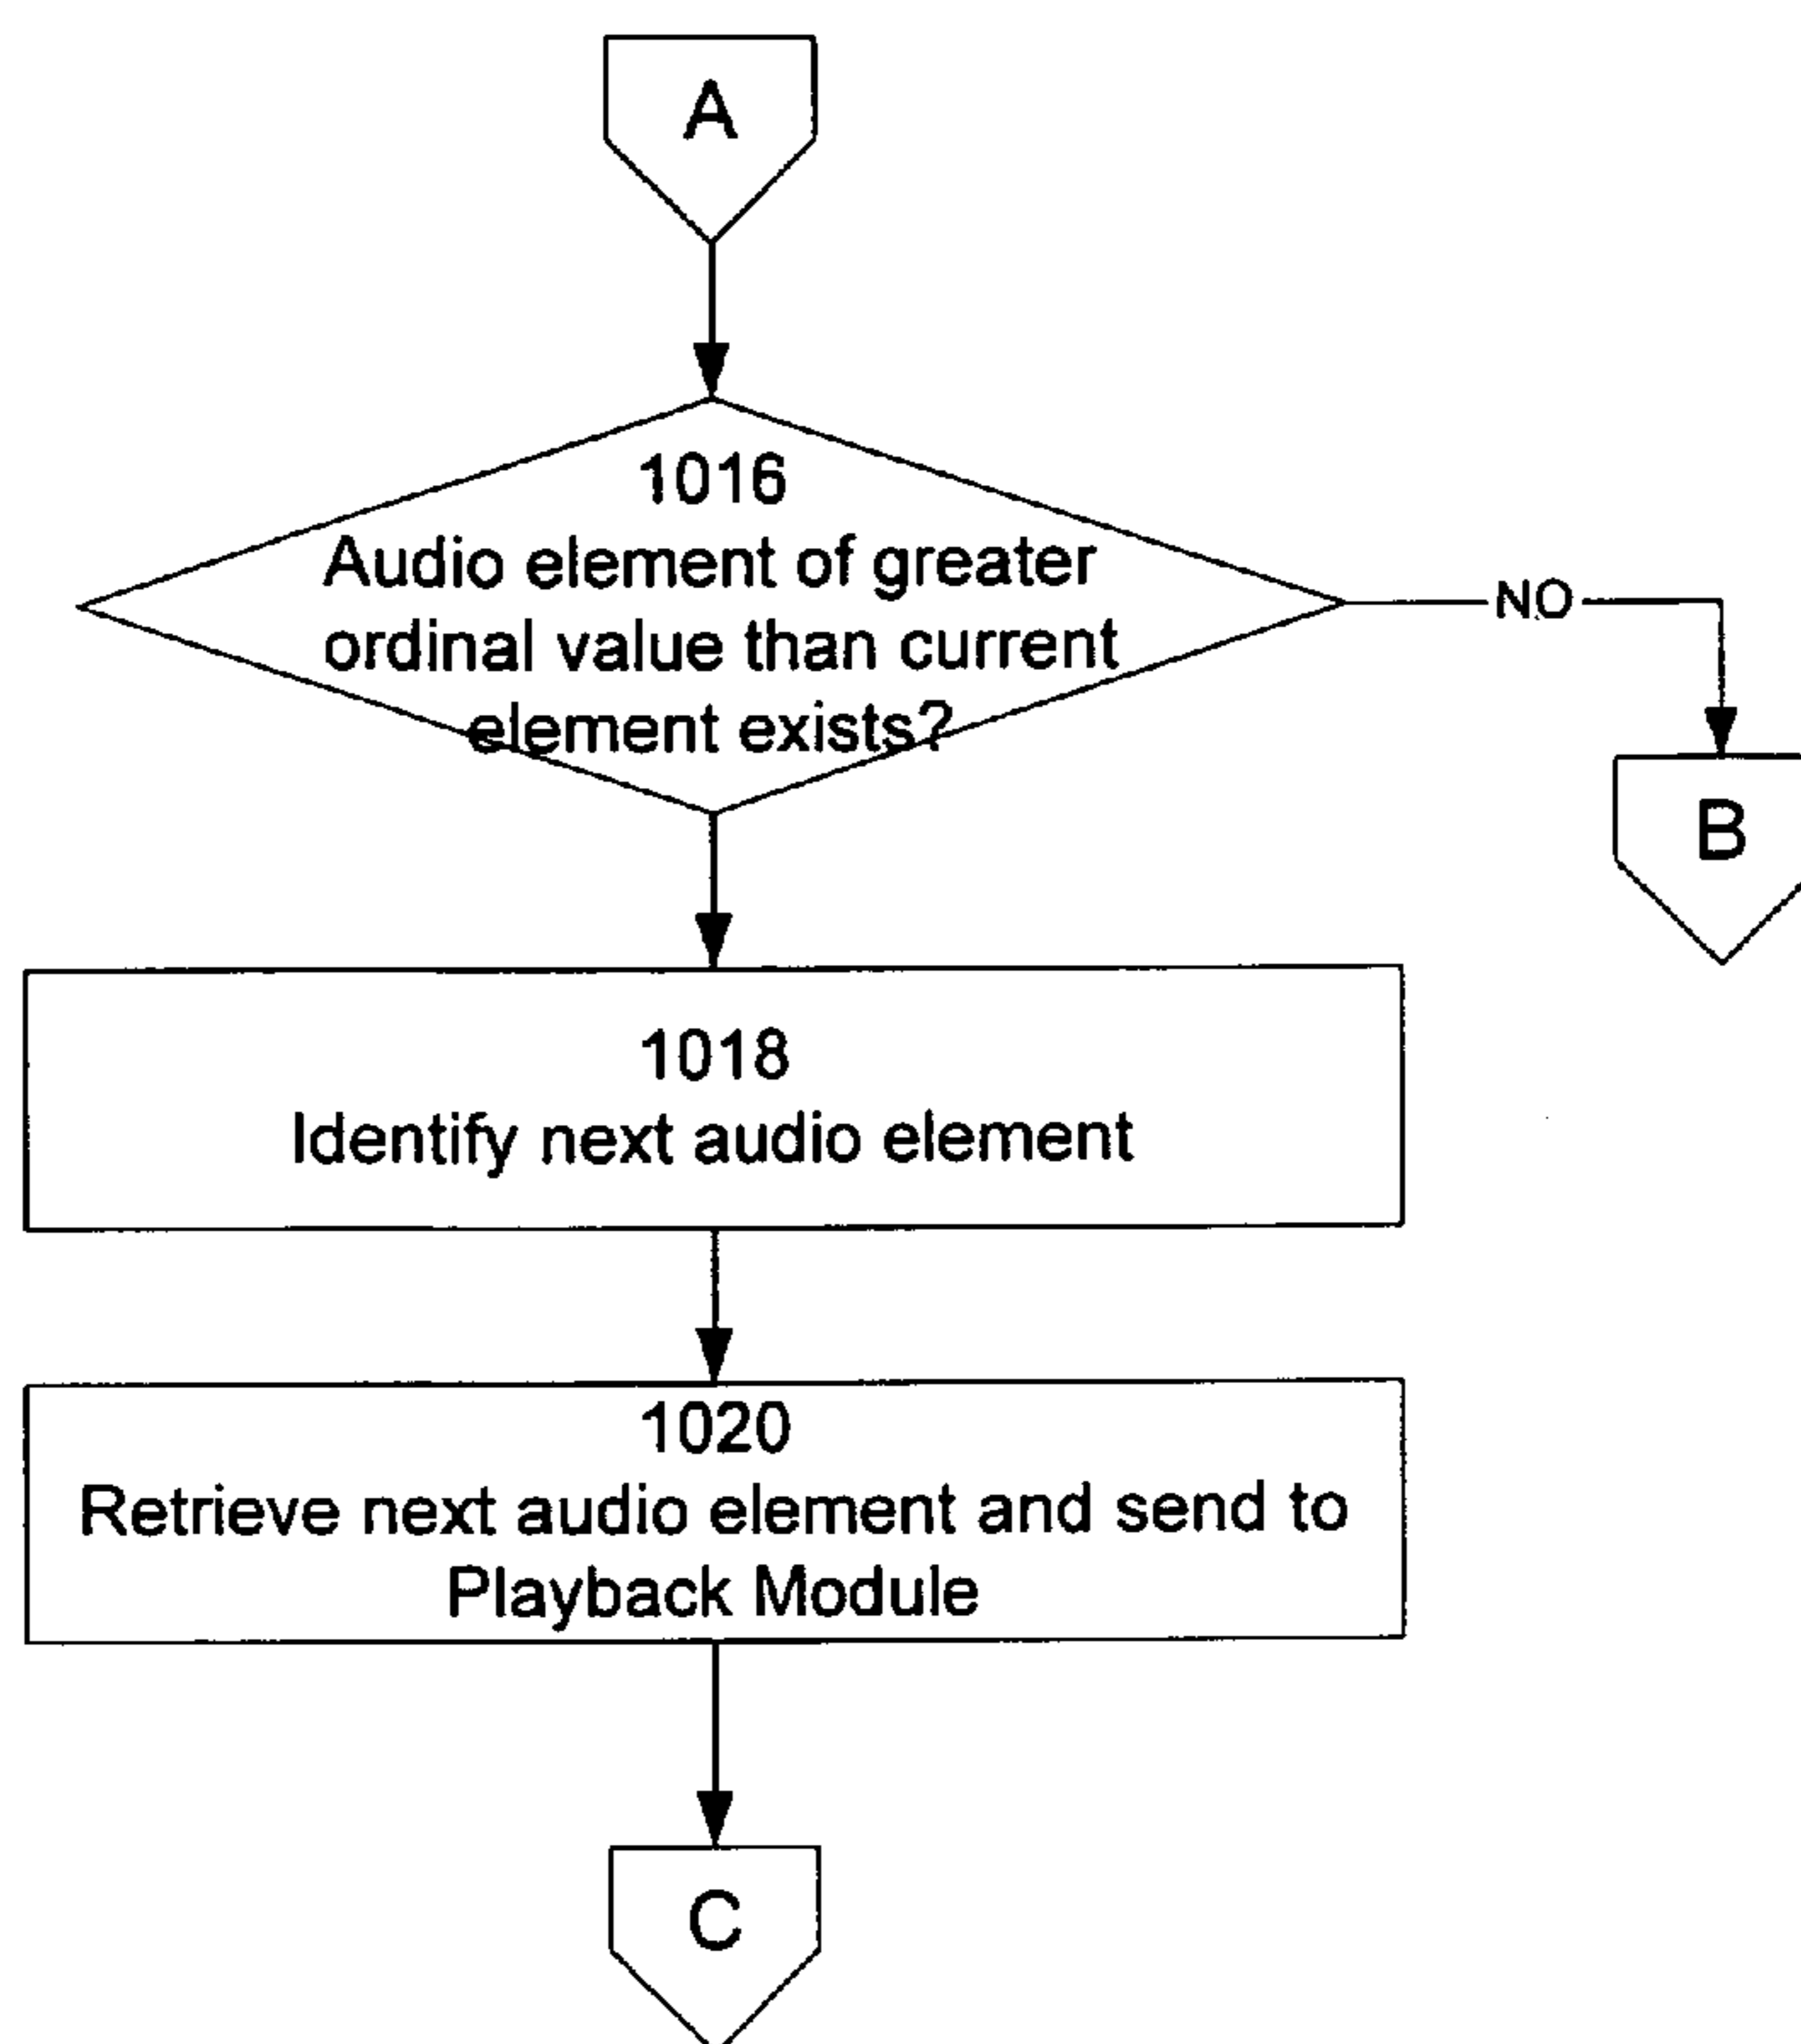 A
1016
Audio element of greater
ordinal value than current
element exists?
NO
B
1018
Identify next audio element
1020
Retrieve next audio element and send to
Playback Module
C